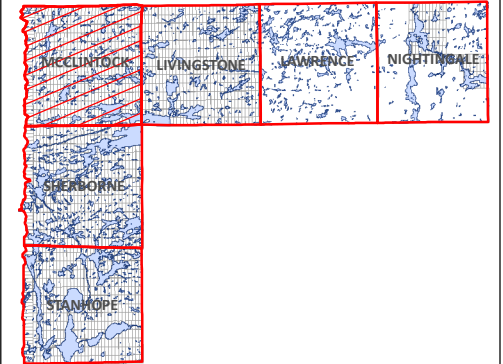 MCCLINTOCK
LIVINGSTONE
LAWRENCE
NIGHTINGALE
SHERBORNE
STANHOPE